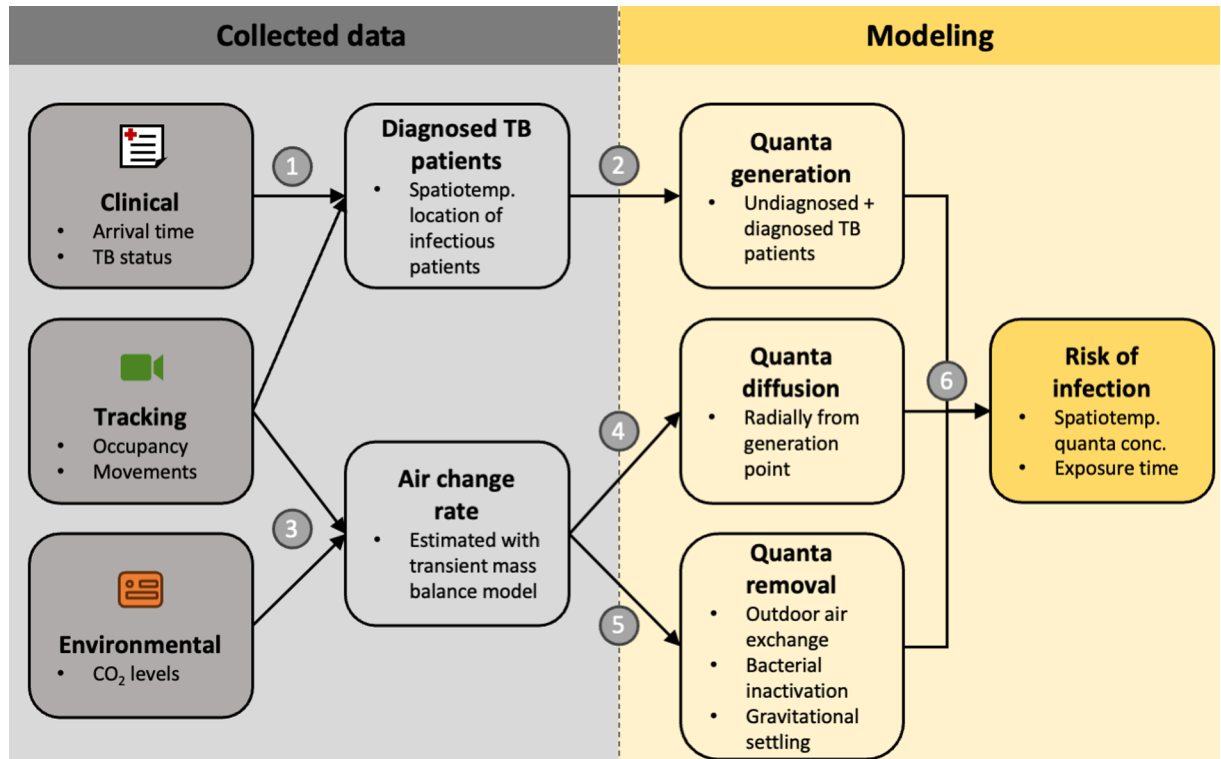 Collected data
Modeling
Clinical
• Arrival time
• TB status
1
Diagnosed TB
patients
• Spatiotemp.
location of
infectious
patients
2
Quanta
generation
• Undiagnosed +
diagnosed TB
patients
Tracking
• Occupancy
• Movements
3
Environmental
• CO₂ levels
Air change
rate
• Estimated with
transient mass
balance model
4
5
Quanta
diffusion
• Radially from
generation
point
Quanta
removal
• Outdoor air
exchange
• Bacterial
inactivation
• Gravitational
settling
6
Risk of
infection
• Spatiotemp.
quanta conc.
• Exposure time